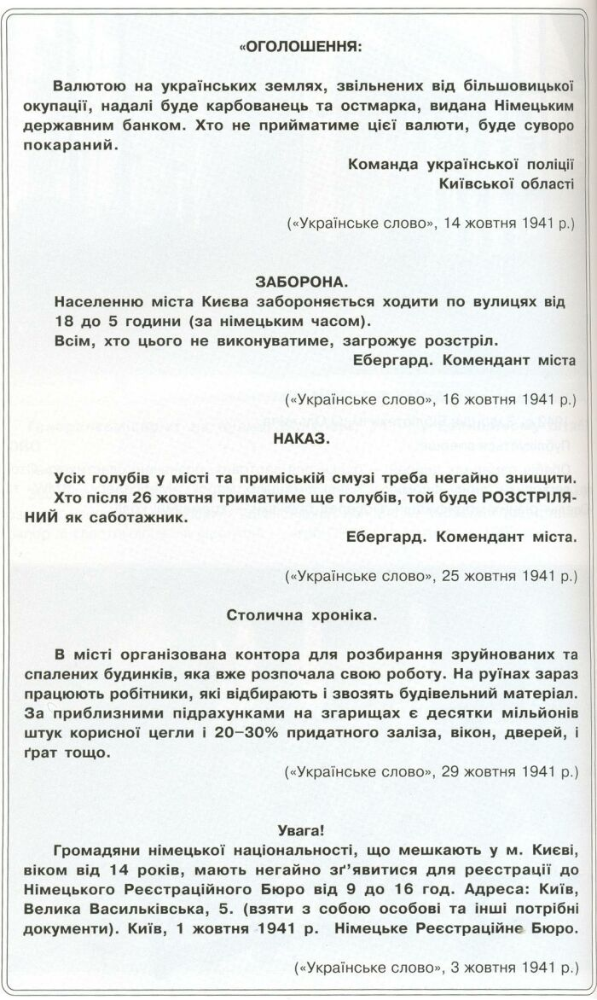 «ОГОЛОШЕННЯ:
Валютою на українських землях, звільнених від більшовицької
окупації, надалі буде карбованець та остмарка, видана Німецьким
державним банком. Хто не прийматиме цієї валюти, буде суворо
покараний.
Команда української поліції
Київської області
(«Українське слово», 14 жовтня 1941 р.)
ЗАБОРОНА.
Населенню міста Києва забороняється ходити по вулицях від
18 до 5 години (за німецьким часом).
Всім, хто цього не виконуватиме, загрожує розстріл.
Ебергард. Комендант міста
(«Українське слово», 16 жовтня 1941 р.)
НАКАЗ.
Усіх голубів у місті та приміській смузі треба негайно знищити.
Хто після 26 жовтня триматиме ще голубів, той буде РОЗСТРІЛЯ-
НИЙ як саботажник.
Ебергард. Комендант міста.
(«Українське слово», 25 жовтня 1941 р.)
Столична хроніка.
В місті організована контора для розбирання зруйнованих та
спалених будинків, яка вже розпочала свою роботу. На руїнах зараз
працюють робітники, які відбирають і звозять будівельний матеріал.
За приблизними підрахунками на згарищах є десятки мільйонів
штук корисної цегли і 20–30% придатного заліза, вікон, дверей, і
ґрат тощо.
(«Українське слово», 29 жовтня 1941 р.)
Увага!
Громадяни німецької національності, що мешкають у м. Києві,
віком від 14 років, мають негайно зґ’явитися для реєстрації до
Німецького Реєстраційного Бюро від 9 до 16 год. Адреса: Київ,
Велика Васильківська, 5. (взяти з собою особові та інші потрібні
документи). Київ, 1 жовтня 1941 р. Німецьке Реєстраційне Бюро.
(«Українське слово», 3 жовтня 1941 р.)